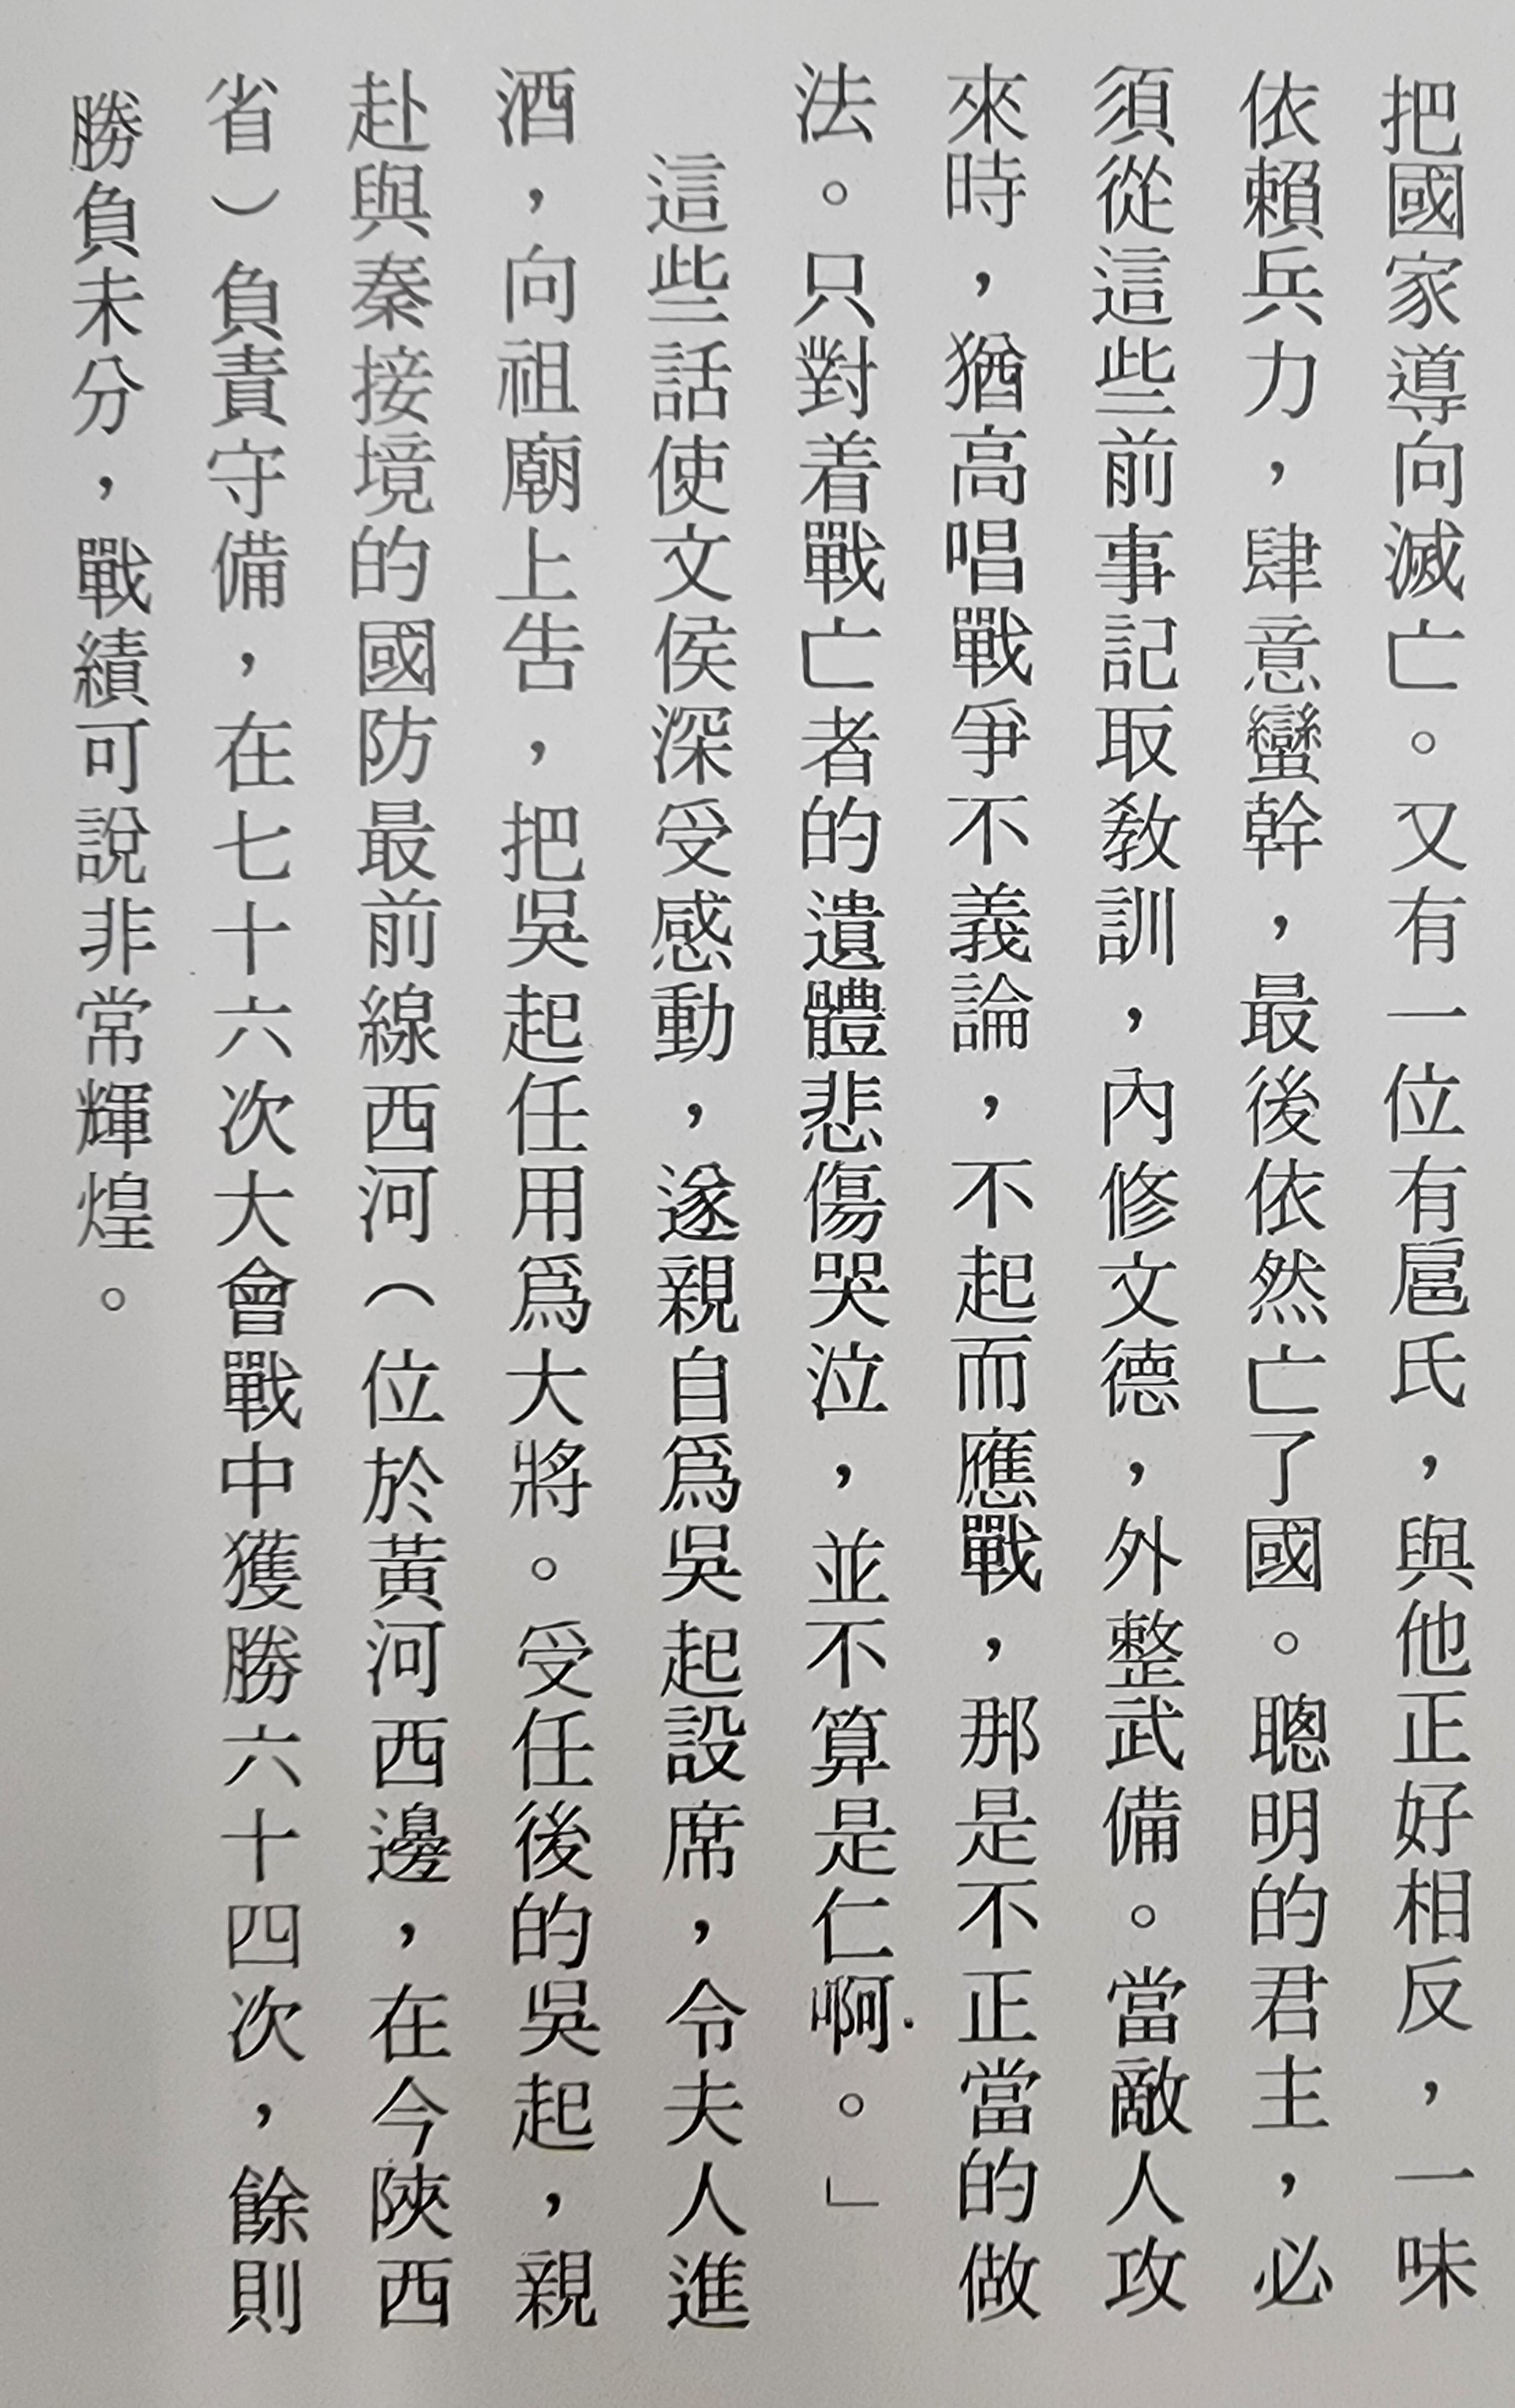 把國家導向滅亡。又有一位有扈氏，與他正好相反，一味
依賴兵力，肆意蠻幹，最後依然亡了國。聰明的君主，必
須從這些前事記取教訓，內修文德，外整武備。當敵人攻
來時，猶高唱戰爭不義論，不起而應戰，那是不正當的做
法。只對着戰亡者的遺體悲傷哭泣，並不算是仁啊。」
這些話使文侯深受感動，遂親自爲吳起設席，令夫人進
酒，向祖廟上告，把吳起任用爲大將。受任後的吳起，親
赴與秦接境的國防最前線西河（位於黃河西邊，在今陝西
省）負責守備，在七十六次大會戰中獲勝六十四次，餘則
勝負未分，戰績可說非常輝煌。